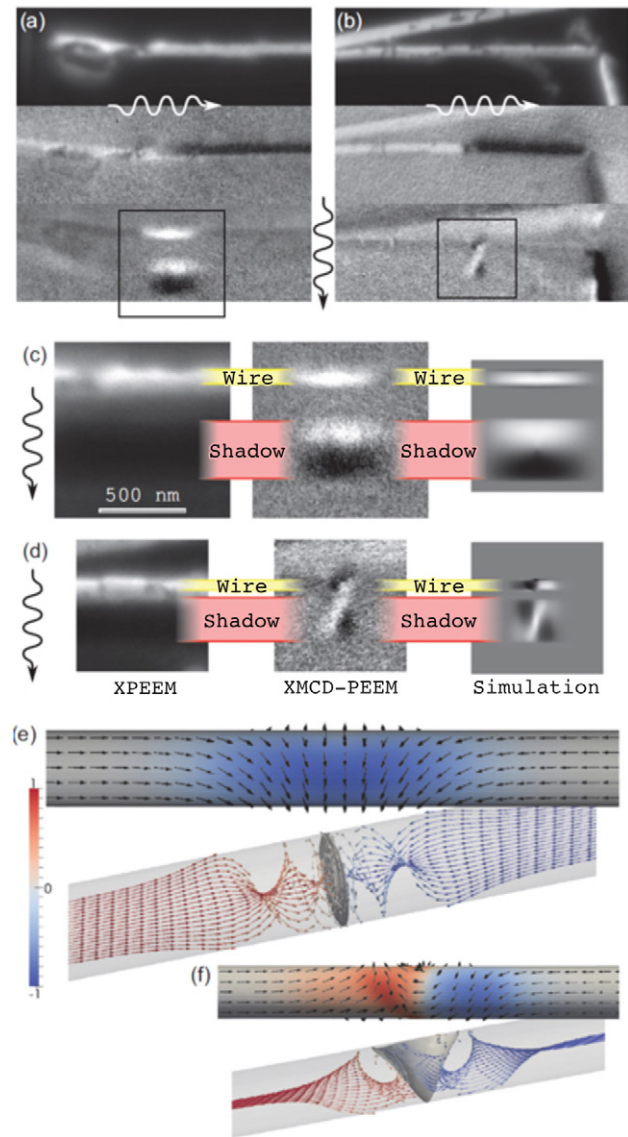 (a)
(b)
(c)
Wire
Wire
Shadow
Shadow
500 nm
(d)
Wire
Wire
Shadow
Shadow
XPEEM
XMCD-PEEM
Simulation
(e)
1
0
-1
(f)